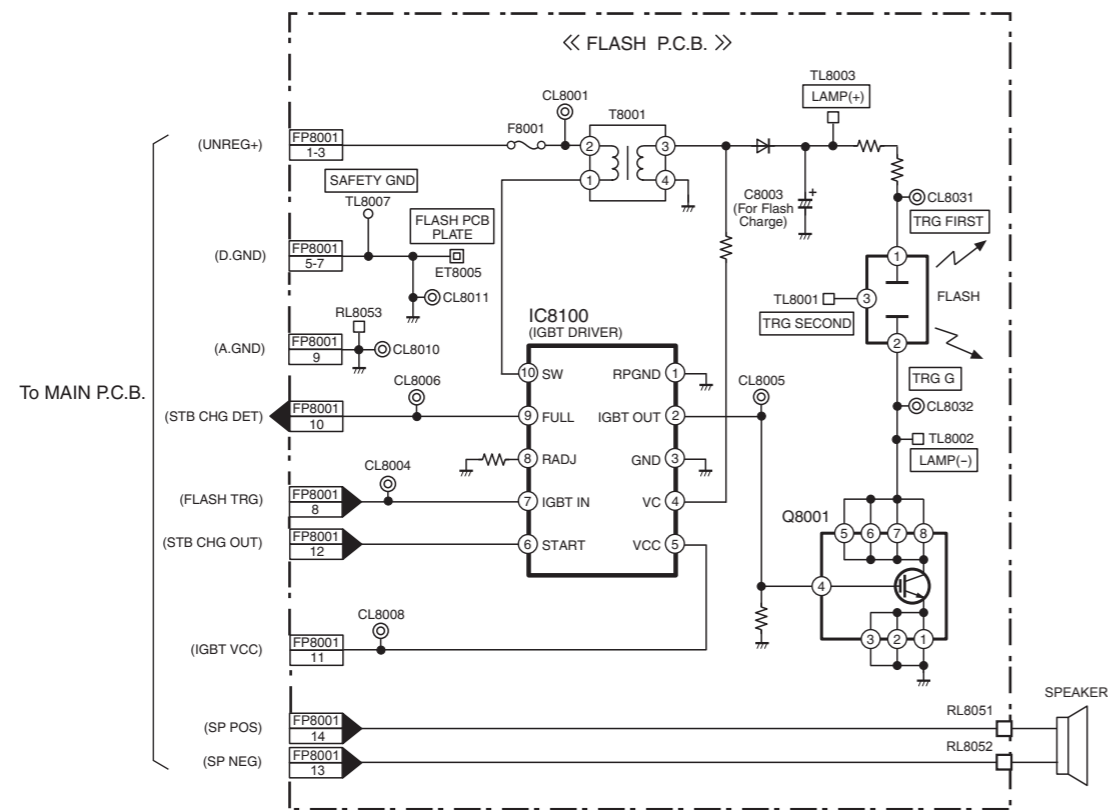 ≪ FLASH P.C.B. ≫
TL8003
LAMP(+)
CL8001
F8001
T8001
(UNREG+)
FP8001
1-3
2
3
1
4
C8003
(For Flash
Charge)
+
CL8031
TRG FIRST
SAFETY GND
TL8007
FLASH PCB
PLATE
(D.GND)
FP8001
5-7
ET8005
CL8011
1
TL8001
3
FLASH
TRG SECOND
2
RL8053
(A.GND)
FP8001
9
CL8010
IC8100
(IGBT DRIVER)
To MAIN P.C.B.
10 SW
RPGND 1
TRG G
CL8006
CL8005
CL8032
(STB CHG DET)
FP8001
10
9 FULL
IGBT OUT 2
TL8002
LAMP(−)
8 RADJ
GND 3
CL8004
(FLASH TRG)
FP8001
8
7 IGBT IN
VC 4
Q8001
5 6 7 8
(STB CHG OUT)
FP8001
12
6 START
VCC 5
4
CL8008
(IGBT VCC)
FP8001
11
3 2 1
SPEAKER
RL8051
(SP POS)
FP8001
14
RL8052
(SP NEG)
FP8001
13